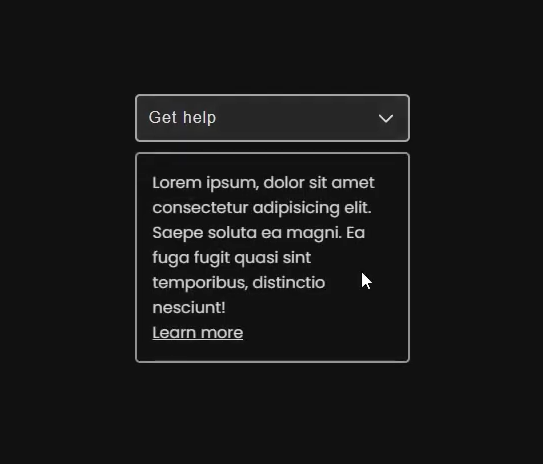 Get help
Lorem ipsum, dolor sit amet
consectetur adipisicing elit.
Saepe soluta ea magni. Ea
fuga fugit quasi sint
temporibus, distinctio
nesciunt!
Learn more